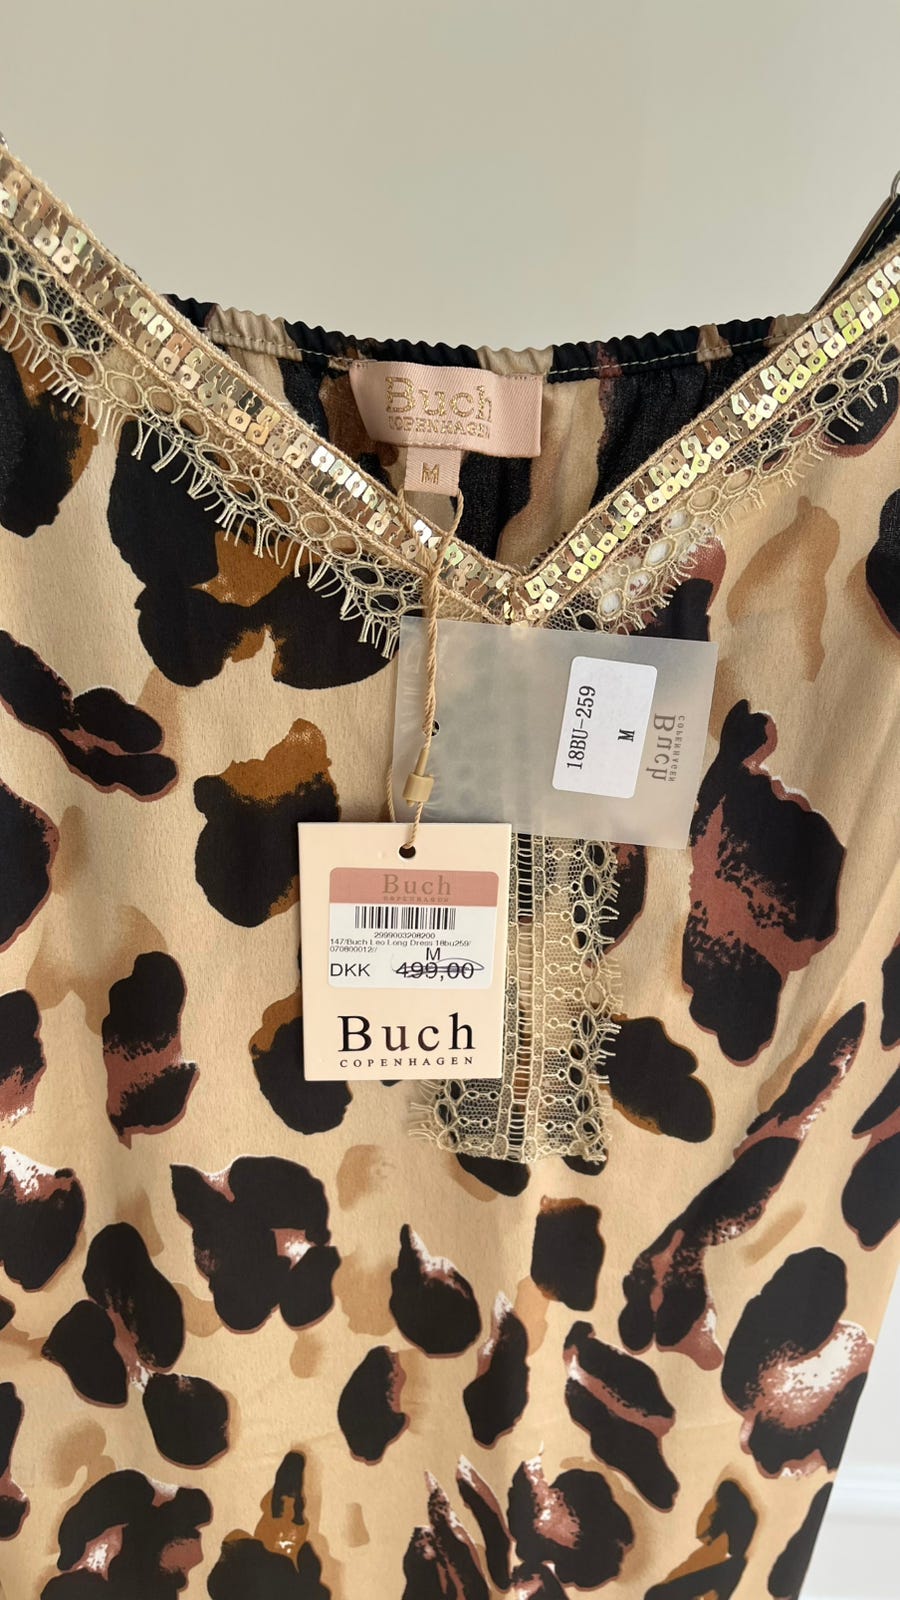 Buch
COPENHAGEN
M
18BU-259
M
Buch
COPENHAGEN
Buch
COPENHAGEN
2999003208200
147/Buch Leo Long Dress 18bu259/
070800012//
M
DKK 499,00
Buch
COPENHAGEN